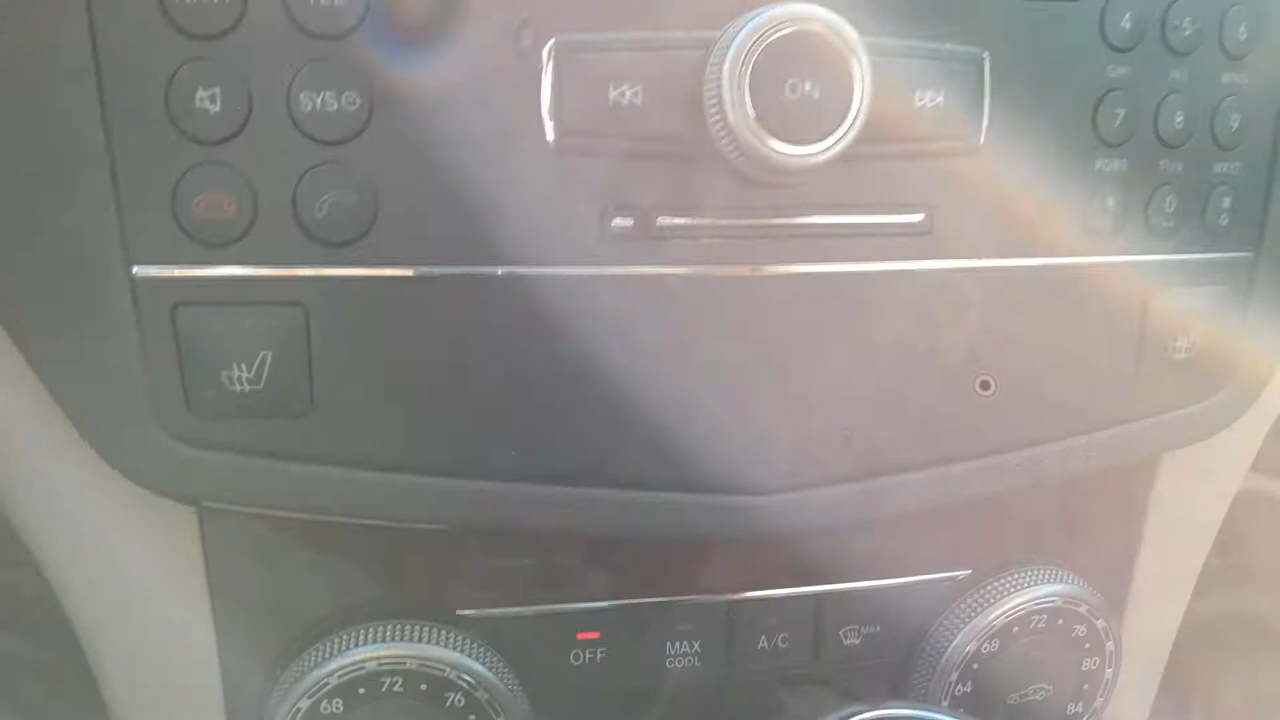 4 5 6
SYS
ON
7 8 9
0
OFF
MAX
COOL
A/C
MAX
68 72 76
64 68 72 76 80 84